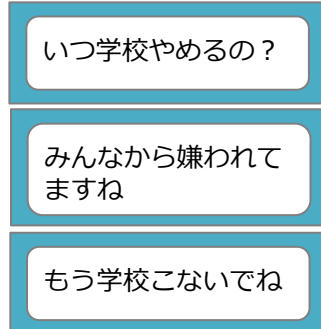 いつ学校やめるの？
みんなから嫌われて
ますね
もう学校こないでね